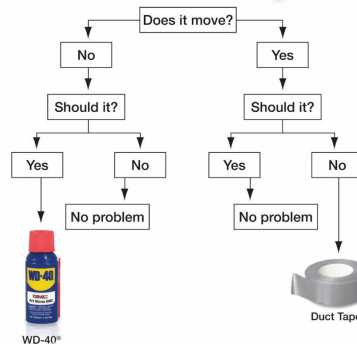 Does it move?
No
Yes
Should it?
Should it?
Yes
No
Yes
No
No problem
No problem
WD-40
GMC
WD-40®
Duct Tape